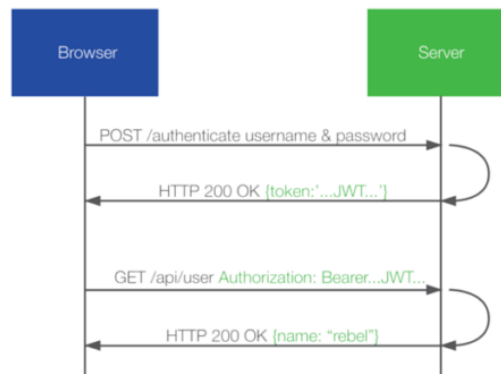 Browser
Server
POST /authenticate username & password
HTTP 200 OK {token:'...JWT...'}
GET /api/user Authorization: Bearer...JWT...
HTTP 200 OK {name: “rebel”}